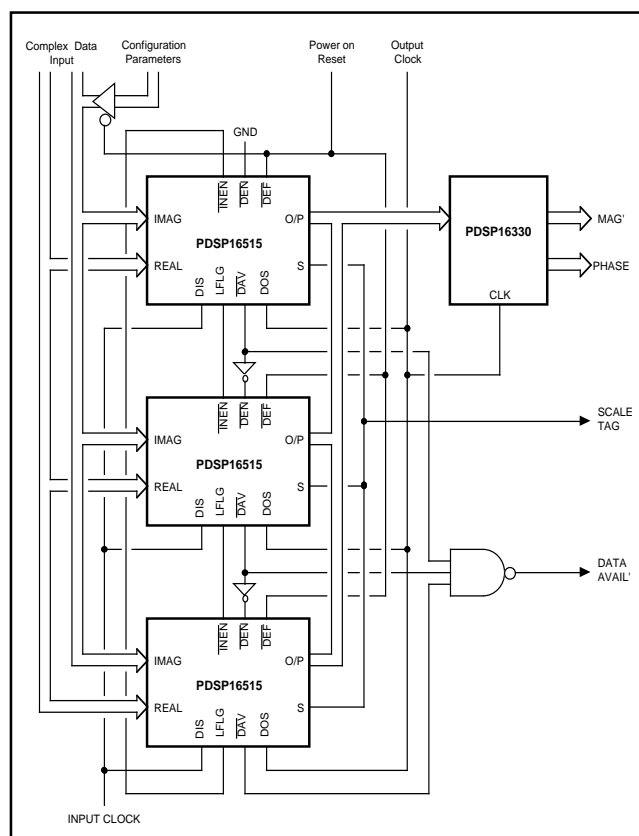 Complex Data
Input
Configuration
Parameters
Power on
Reset
Output
Clock
GND
INEN
DEN
DEF
IMAG
REAL
PDSP16515
O/P
S
DIS
LFLG
DAV
DOS
PDSP16330
CLK
MAG'
PHASE
INEN
DEN
DEF
IMAG
REAL
PDSP16515
O/P
S
DIS
LFLG
DAV
DOS
SCALE
TAG
DATA
AVAIL'
INEN
DEN
DEF
IMAG
REAL
PDSP16515
O/P
S
DIS
LFLG
DAV
DOS
INPUT CLOCK